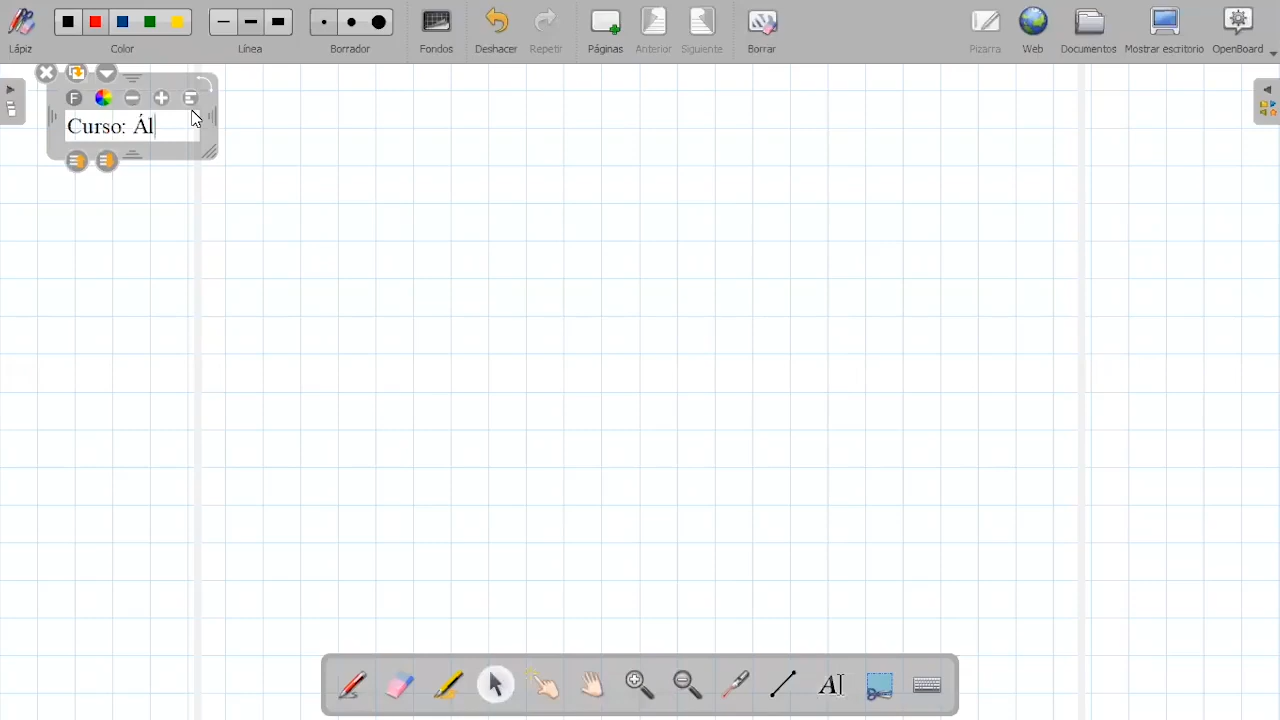 Lápiz Color Línea Borrador Fondos Deshacer Repetir Páginas Anterior Siguiente Borrar Pizarra Web Documentos Mostrar escritorio OpenBoard
F
Curso: Ál
A